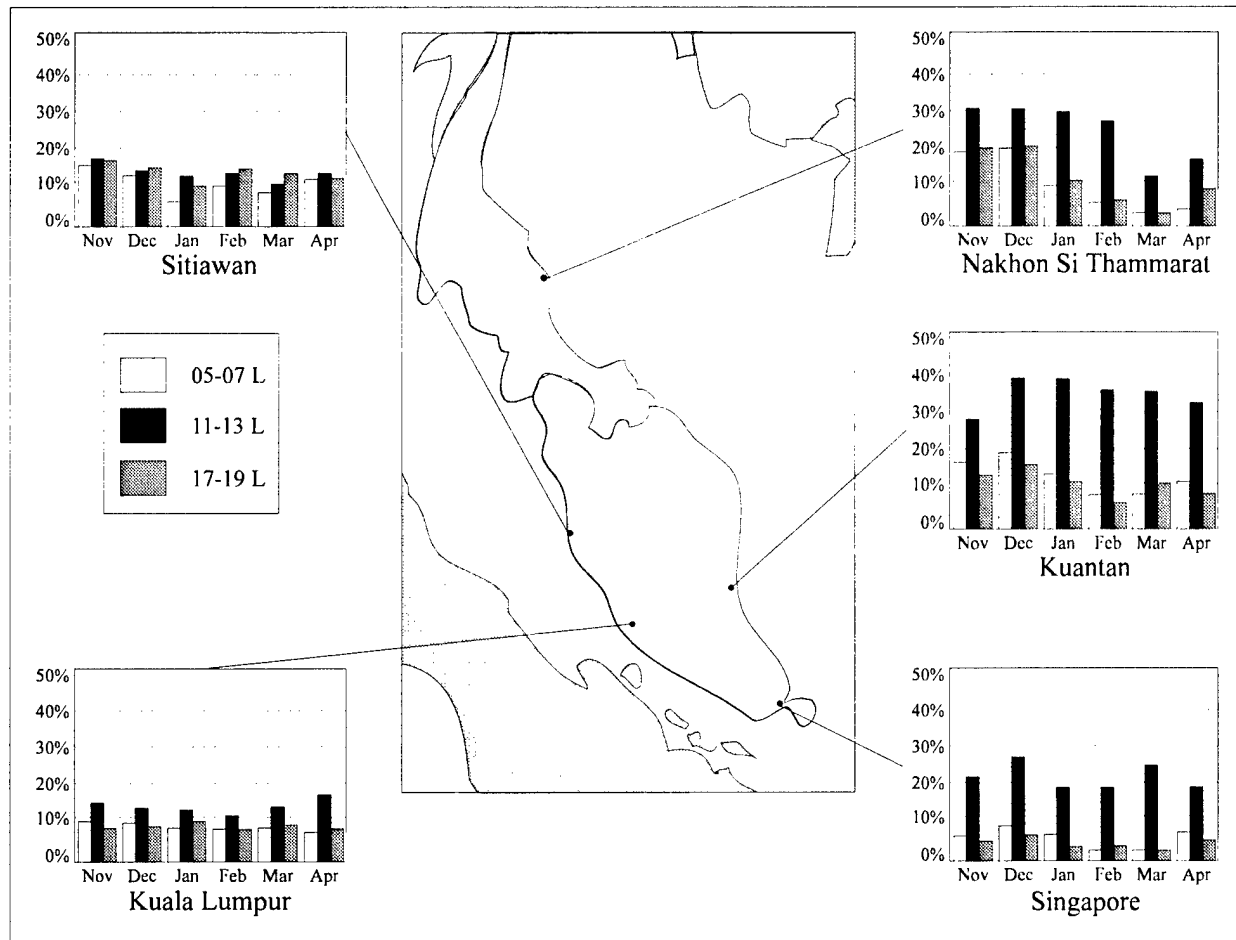 50%
40%
30%
20%
10%
0%
Nov Dec Jan Feb Mar Apr
Sitiawan
50%
40%
30%
20%
10%
0%
Nov Dec Jan Feb Mar Apr
Nakhon Si Thammarat
05-07 L
11-13 L
17-19 L
50%
40%
30%
20%
10%
0%
Nov Dec Jan Feb Mar Apr
Kuantan
50%
40%
30%
20%
10%
0%
Nov Dec Jan Feb Mar Apr
Kuala Lumpur
50%
40%
30%
20%
10%
0%
Nov Dec Jan Feb Mar Apr
Singapore